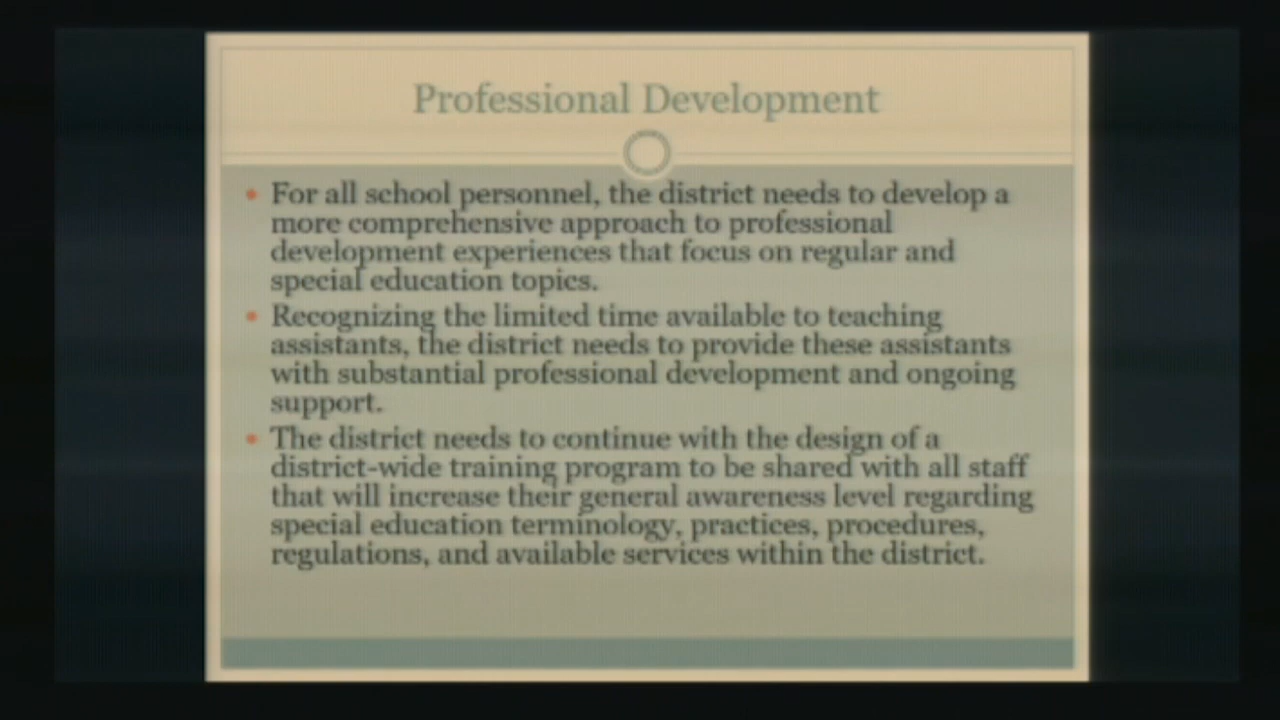 Professional Development
For all school personnel, the district needs to develop a
more comprehensive approach to professional
development experiences that focus on regular and
special education topics.
Recognizing the limited time available to teaching
assistants, the district needs to provide these assistants
with substantial professional development and ongoing
support.
The district needs to continue with the design of a
district-wide training program to be shared with all staff
that will increase their general awareness level regarding
special education terminology, practices, procedures,
regulations, and available services within the district.